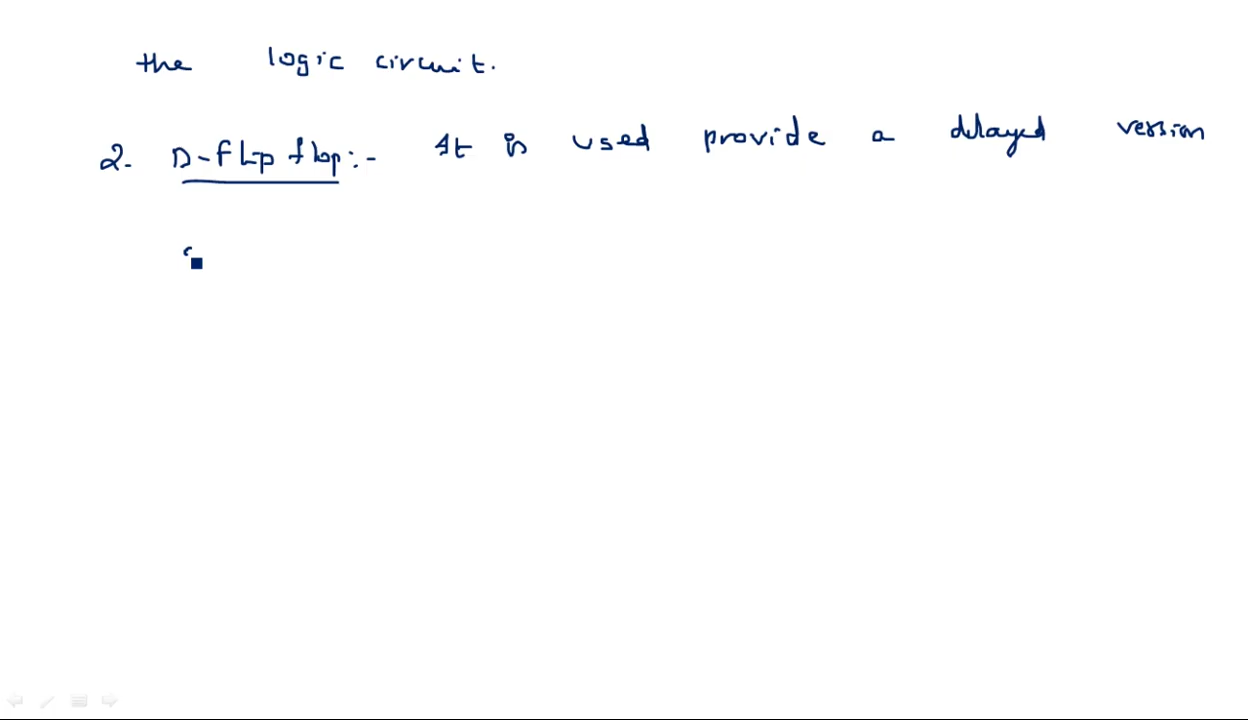 the logic circuit.
2. D-flip flop:- It is used provide a delayed version